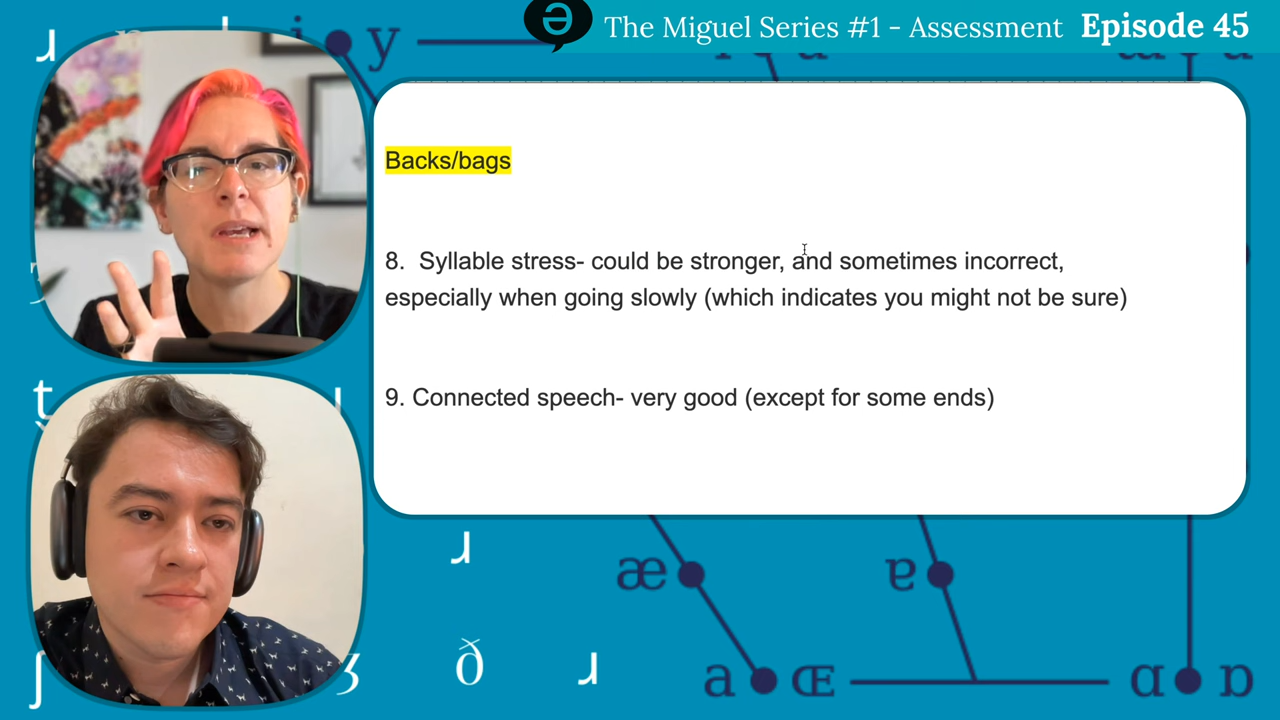 ə The Miguel Series #1 - Assessment Episode 45
ɹ
i y
Backs/bags
8. Syllable stress- could be stronger, and sometimes incorrect,
especially when going slowly (which indicates you might not be sure)
9. Connected speech- very good (except for some ends)
t ɹ
ɹ
æ ɐ
ʃ ʒ ð ɹ a Œ ɑ ɒ